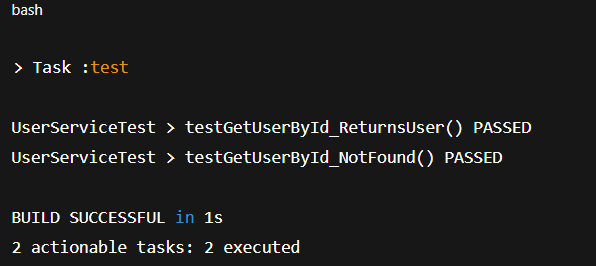 bash
> Task :test
UserServiceTest > testGetUserById_ReturnsUser() PASSED
UserServiceTest > testGetUserById_NotFound() PASSED
BUILD SUCCESSFUL in 1s
2 actionable tasks: 2 executed